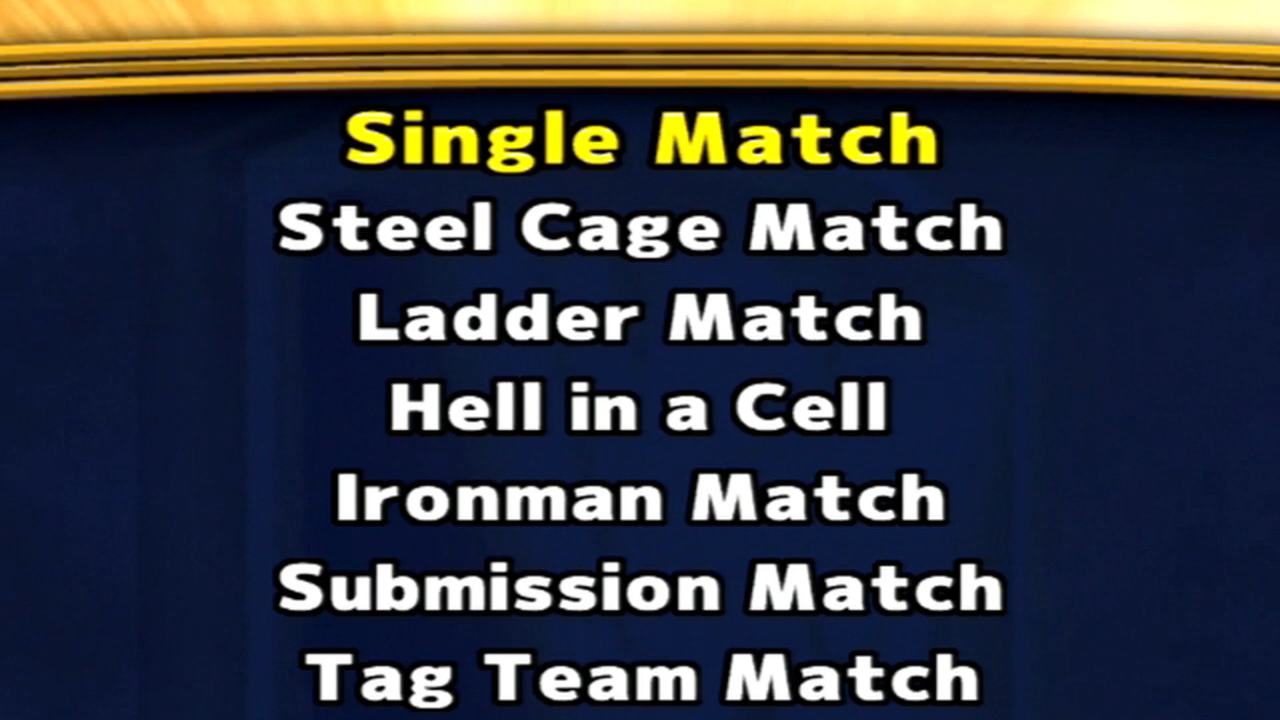 Single Match
Steel Cage Match
Ladder Match
Hell in a Cell
Ironman Match
Submission Match
Tag Team Match